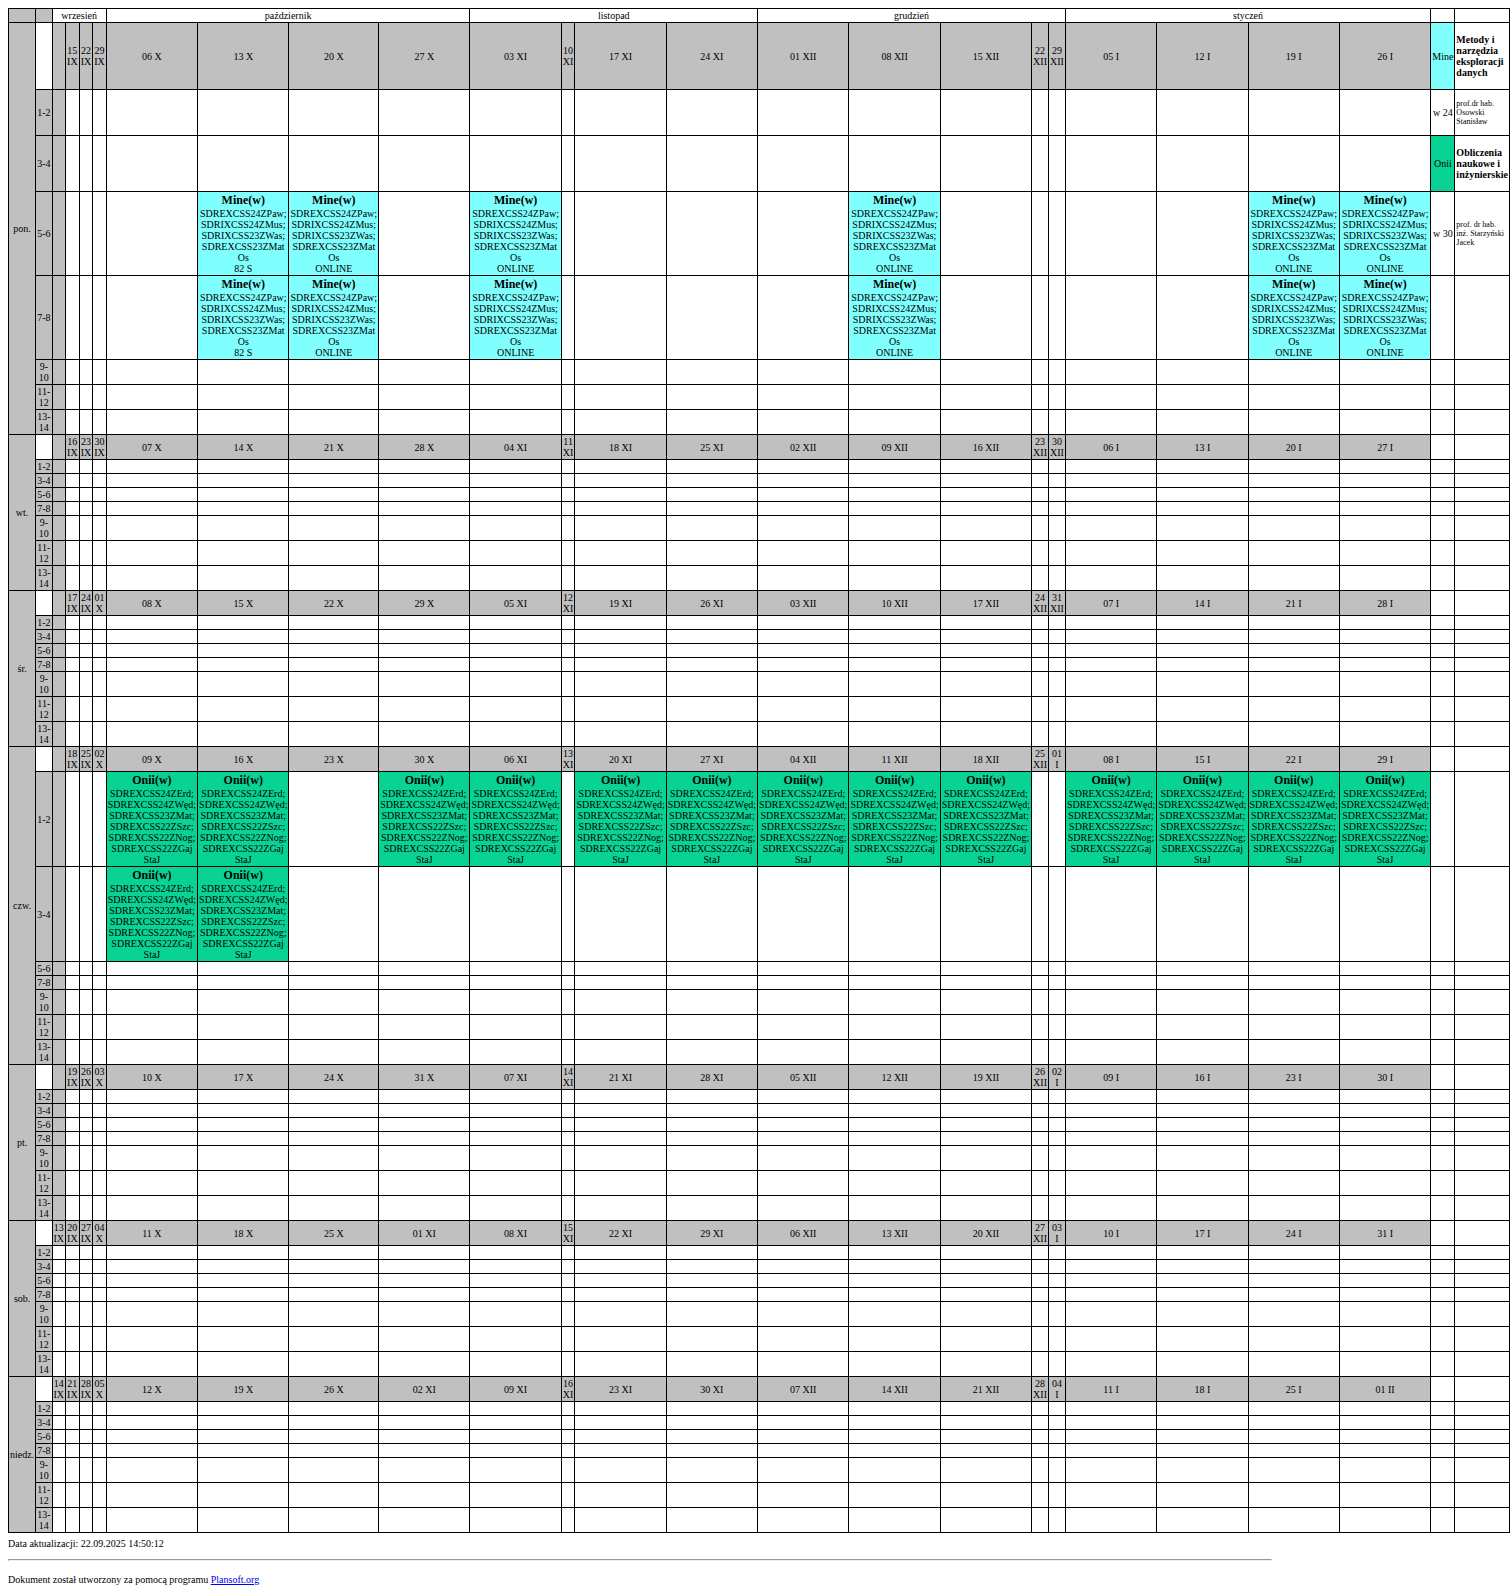 wrzesień październik listopad grudzień styczeń
pon. 15 IX 22 IX 29 IX 06 X 13 X 20 X 27 X 03 XI 10 XI 17 XI 24 XI 01 XII 08 XII 15 XII 22 XII 29 XII 05 I 12 I 19 I 26 I Mine Metody i narzędzia eksploracji danych
1-2 w 24 prof.dr hab. Osowski Stanisław
3-4 Onii Obliczenia naukowe i inżynierskie
5-6 w 30 prof. dr hab. inż. Starzyński Jacek
Mine(w) Mine(w) Mine(w) Mine(w) Mine(w) Mine(w)
SDREXCSS24ZPaw; SDREXCSS24ZPaw; SDREXCSS24ZPaw; SDREXCSS24ZPaw; SDREXCSS24ZPaw; SDREXCSS24ZPaw;
SDRIXCSS24ZMus; SDRIXCSS24ZMus; SDRIXCSS24ZMus; SDRIXCSS24ZMus; SDRIXCSS24ZMus; SDRIXCSS24ZMus;
SDRIXCSS23ZWas; SDRIXCSS23ZWas; SDRIXCSS23ZWas; SDRIXCSS23ZWas; SDRIXCSS23ZWas; SDRIXCSS23ZWas;
SDREXCSS23ZMat SDREXCSS23ZMat SDREXCSS23ZMat SDREXCSS23ZMat SDREXCSS23ZMat SDREXCSS23ZMat
Os Os Os Os Os Os
82 S ONLINE ONLINE ONLINE ONLINE ONLINE
7-8
Mine(w) Mine(w) Mine(w) Mine(w) Mine(w) Mine(w)
SDREXCSS24ZPaw; SDREXCSS24ZPaw; SDREXCSS24ZPaw; SDREXCSS24ZPaw; SDREXCSS24ZPaw; SDREXCSS24ZPaw;
SDRIXCSS24ZMus; SDRIXCSS24ZMus; SDRIXCSS24ZMus; SDRIXCSS24ZMus; SDRIXCSS24ZMus; SDRIXCSS24ZMus;
SDRIXCSS23ZWas; SDRIXCSS23ZWas; SDRIXCSS23ZWas; SDRIXCSS23ZWas; SDRIXCSS23ZWas; SDRIXCSS23ZWas;
SDREXCSS23ZMat SDREXCSS23ZMat SDREXCSS23ZMat SDREXCSS23ZMat SDREXCSS23ZMat SDREXCSS23ZMat
Os Os Os Os Os Os
82 S ONLINE ONLINE ONLINE ONLINE ONLINE
9-10
11-12
13-14
wt. 16 IX 23 IX 30 IX 07 X 14 X 21 X 28 X 04 XI 11 XI 18 XI 25 XI 02 XII 09 XII 16 XII 23 XII 30 XII 06 I 13 I 20 I 27 I
1-2
3-4
5-6
7-8
9-10
11-12
13-14
śr. 17 IX 24 IX 01 X 08 X 15 X 22 X 29 X 05 XI 12 XI 19 XI 26 XI 03 XII 10 XII 17 XII 24 XII 31 XII 07 I 14 I 21 I 28 I
1-2
3-4
5-6
7-8
9-10
11-12
13-14
czw. 18 IX 25 IX 02 X 09 X 16 X 23 X 30 X 06 XI 13 XI 20 XI 27 XI 04 XII 11 XII 18 XII 25 XII 01 I 08 I 15 I 22 I 29 I
1-2
Onii(w) Onii(w) Onii(w) Onii(w) Onii(w) Onii(w) Onii(w) Onii(w) Onii(w) Onii(w) Onii(w) Onii(w) Onii(w)
SDREXCSS24ZErd; SDREXCSS24ZErd; SDREXCSS24ZErd; SDREXCSS24ZErd; SDREXCSS24ZErd; SDREXCSS24ZErd; SDREXCSS24ZErd; SDREXCSS24ZErd; SDREXCSS24ZErd; SDREXCSS24ZErd; SDREXCSS24ZErd; SDREXCSS24ZErd; SDREXCSS24ZErd;
SDREXCSS24ZWęd; SDREXCSS24ZWęd; SDREXCSS24ZWęd; SDREXCSS24ZWęd; SDREXCSS24ZWęd; SDREXCSS24ZWęd; SDREXCSS24ZWęd; SDREXCSS24ZWęd; SDREXCSS24ZWęd; SDREXCSS24ZWęd; SDREXCSS24ZWęd; SDREXCSS24ZWęd; SDREXCSS24ZWęd;
SDREXCSS23ZMat; SDREXCSS23ZMat; SDREXCSS23ZMat; SDREXCSS23ZMat; SDREXCSS23ZMat; SDREXCSS23ZMat; SDREXCSS23ZMat; SDREXCSS23ZMat; SDREXCSS23ZMat; SDREXCSS23ZMat; SDREXCSS23ZMat; SDREXCSS23ZMat; SDREXCSS23ZMat;
SDREXCSS22ZSzc; SDREXCSS22ZSzc; SDREXCSS22ZSzc; SDREXCSS22ZSzc; SDREXCSS22ZSzc; SDREXCSS22ZSzc; SDREXCSS22ZSzc; SDREXCSS22ZSzc; SDREXCSS22ZSzc; SDREXCSS22ZSzc; SDREXCSS22ZSzc; SDREXCSS22ZSzc; SDREXCSS22ZSzc;
SDREXCSS22ZNog; SDREXCSS22ZNog; SDREXCSS22ZNog; SDREXCSS22ZNog; SDREXCSS22ZNog; SDREXCSS22ZNog; SDREXCSS22ZNog; SDREXCSS22ZNog; SDREXCSS22ZNog; SDREXCSS22ZNog; SDREXCSS22ZNog; SDREXCSS22ZNog; SDREXCSS22ZNog;
SDREXCSS22ZGaj SDREXCSS22ZGaj SDREXCSS22ZGaj SDREXCSS22ZGaj SDREXCSS22ZGaj SDREXCSS22ZGaj SDREXCSS22ZGaj SDREXCSS22ZGaj SDREXCSS22ZGaj SDREXCSS22ZGaj SDREXCSS22ZGaj SDREXCSS22ZGaj SDREXCSS22ZGaj
StaJ StaJ StaJ StaJ StaJ StaJ StaJ StaJ StaJ StaJ StaJ StaJ StaJ
3-4
Onii(w) Onii(w)
SDREXCSS24ZErd; SDREXCSS24ZErd;
SDREXCSS24ZWęd; SDREXCSS24ZWęd;
SDREXCSS23ZMat; SDREXCSS23ZMat;
SDREXCSS22ZSzc; SDREXCSS22ZSzc;
SDREXCSS22ZNog; SDREXCSS22ZNog;
SDREXCSS22ZGaj SDREXCSS22ZGaj
StaJ StaJ
5-6
7-8
9-10
11-12
13-14
pt. 19 IX 26 IX 03 X 10 X 17 X 24 X 31 X 07 XI 14 XI 21 XI 28 XI 05 XII 12 XII 19 XII 26 XII 02 I 09 I 16 I 23 I 30 I
1-2
3-4
5-6
7-8
9-10
11-12
13-14
sob. 13 IX 20 IX 27 IX 04 X 11 X 18 X 25 X 01 XI 08 XI 15 XI 22 XI 29 XI 06 XII 13 XII 20 XII 27 XII 03 I 10 I 17 I 24 I 31 I
1-2
3-4
5-6
7-8
9-10
11-12
13-14
niedz. 14 IX 21 IX 28 IX 05 X 12 X 19 X 26 X 02 XI 09 XI 16 XI 23 XI 30 XI 07 XII 14 XII 21 XII 28 XII 04 I 11 I 18 I 25 I 01 II
1-2
3-4
5-6
7-8
9-10
11-12
13-14
Data aktualizacji: 22.09.2025 14:50:12
Dokument został utworzony za pomocą programu Plansoft.org